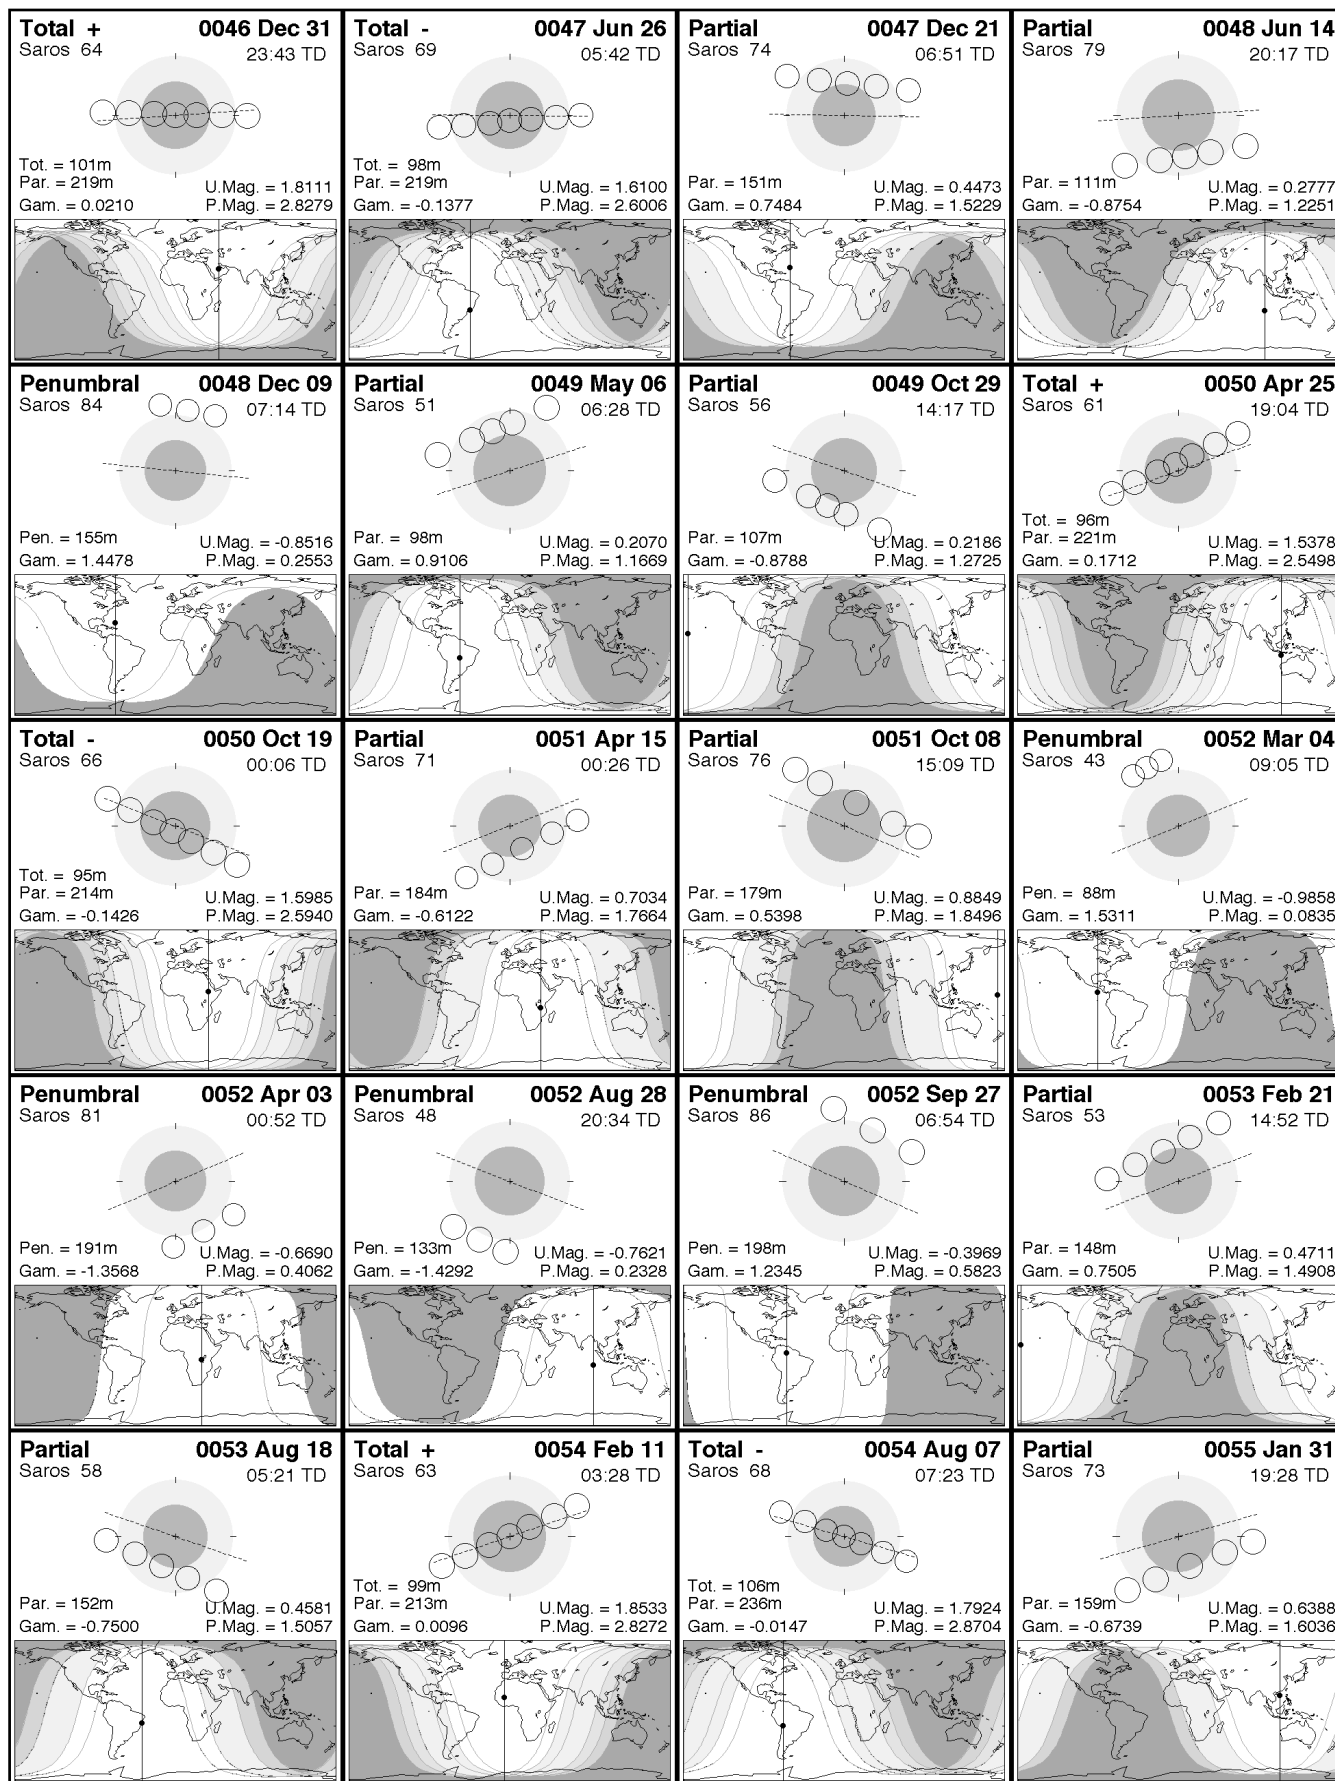 Total + 0046 Dec 31
Saros 64 23:43 TD
Tot. = 101m
Par. = 219m U.Mag. = 1.8111
Gam. = 0.0210 P.Mag. = 2.8279
Total - 0047 Jun 26
Saros 69 05:42 TD
Tot. = 98m
Par. = 219m U.Mag. = 1.6100
Gam. = -0.1377 P.Mag. = 2.6006
Partial 0047 Dec 21
Saros 74 06:51 TD
Par. = 151m U.Mag. = 0.4473
Gam. = 0.7484 P.Mag. = 1.5229
Partial 0048 Jun 14
Saros 79 20:17 TD
Par. = 111m U.Mag. = 0.2777
Gam. = -0.8754 P.Mag. = 1.2251
Penumbral 0048 Dec 09
Saros 84 07:14 TD
Pen. = 155m U.Mag. = -0.8516
Gam. = 1.4478 P.Mag. = 0.2553
Partial 0049 May 06
Saros 51 06:28 TD
Par. = 98m U.Mag. = 0.2070
Gam. = 0.9106 P.Mag. = 1.1669
Partial 0049 Oct 29
Saros 56 14:17 TD
Par. = 107m U.Mag. = 0.2186
Gam. = -0.8788 P.Mag. = 1.2725
Total + 0050 Apr 25
Saros 61 19:04 TD
Tot. = 96m
Par. = 221m U.Mag. = 1.5378
Gam. = 0.1712 P.Mag. = 2.5498
Total - 0050 Oct 19
Saros 66 00:06 TD
Tot. = 95m
Par. = 214m U.Mag. = 1.5985
Gam. = -0.1426 P.Mag. = 2.5940
Partial 0051 Apr 15
Saros 71 00:26 TD
Par. = 184m U.Mag. = 0.7034
Gam. = -0.6122 P.Mag. = 1.7664
Partial 0051 Oct 08
Saros 76 15:09 TD
Par. = 179m U.Mag. = 0.8849
Gam. = 0.5398 P.Mag. = 1.8496
Penumbral 0052 Mar 04
Saros 43 09:05 TD
Pen. = 88m U.Mag. = -0.9858
Gam. = 1.5311 P.Mag. = 0.0835
Penumbral 0052 Apr 03
Saros 81 00:52 TD
Pen. = 191m U.Mag. = -0.6690
Gam. = -1.3568 P.Mag. = 0.4062
Penumbral 0052 Aug 28
Saros 48 20:34 TD
Pen. = 133m U.Mag. = -0.7621
Gam. = -1.4292 P.Mag. = 0.2328
Penumbral 0052 Sep 27
Saros 86 06:54 TD
Pen. = 198m U.Mag. = -0.3969
Gam. = 1.2345 P.Mag. = 0.5823
Partial 0053 Feb 21
Saros 53 14:52 TD
Par. = 148m U.Mag. = 0.4711
Gam. = 0.7505 P.Mag. = 1.4908
Partial 0053 Aug 18
Saros 58 05:21 TD
Par. = 152m U.Mag. = 0.4581
Gam. = -0.7500 P.Mag. = 1.5057
Total + 0054 Feb 11
Saros 63 03:28 TD
Tot. = 99m
Par. = 213m U.Mag. = 1.8533
Gam. = 0.0096 P.Mag. = 2.8272
Total - 0054 Aug 07
Saros 68 07:23 TD
Tot. = 106m
Par. = 236m U.Mag. = 1.7924
Gam. = -0.0147 P.Mag. = 2.8704
Partial 0055 Jan 31
Saros 73 19:28 TD
Par. = 159m U.Mag. = 0.6388
Gam. = -0.6739 P.Mag. = 1.6036